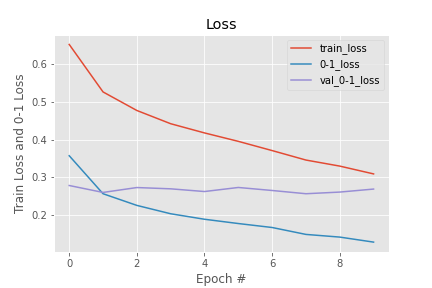 Loss
train_loss
0-1_loss
val_0-1_loss
Train Loss and 0-1 Loss
0.6
0.5
0.4
0.3
0.2
0 2 4 6 8
Epoch #